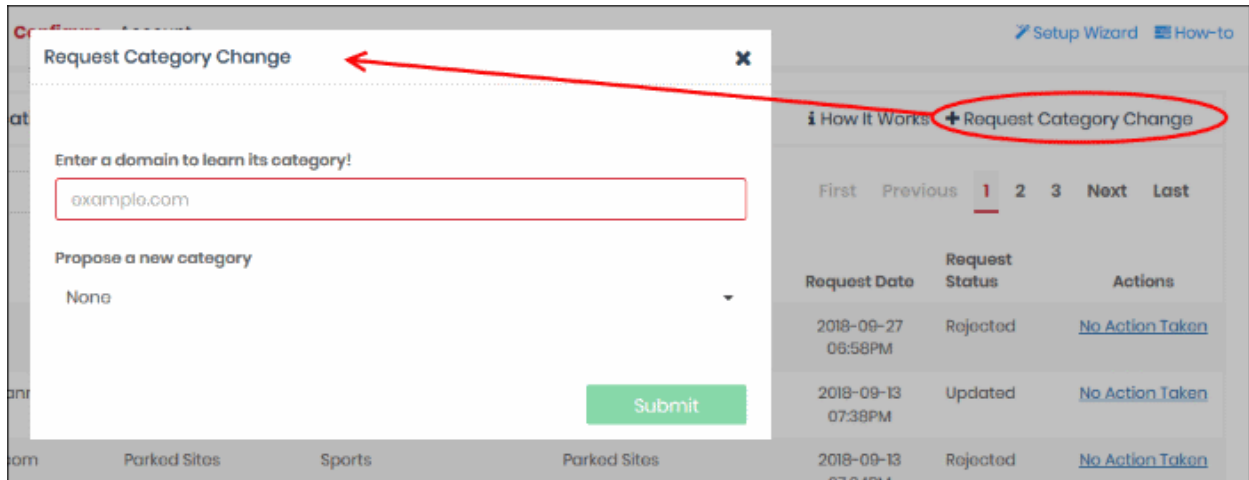 Configure Account
Setup Wizard How-to
Request Category Change
How It Works Request Category Change
Enter a domain to learn its category!
example.com
First Previous 1 2 3 Next Last
Propose a new category
None
Request Date Request Status Actions
2018-09-27 06:58PM Rejected No Action Taken
Submit
2018-09-13 07:38PM Updated No Action Taken
com Parked Sites Sports Parked Sites 2018-09-13 Rejected No Action Taken